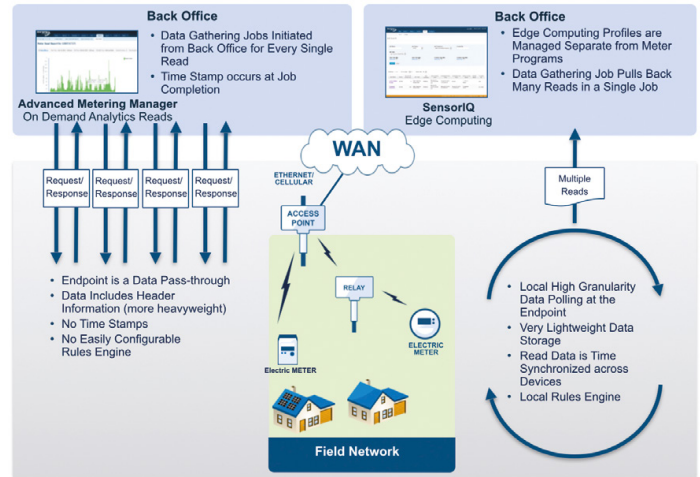 Back Office
• Data Gathering Jobs Initiated
from Back Office for Every Single
Read
• Time Stamp occurs at Job
Completion
Advanced Metering Manager
On Demand Analytics Reads
Back Office
• Edge Computing Profiles are
Managed Separate from Meter
Programs
• Data Gathering Job Pulls Back
Many Reads in a Single Job
SensorIQ
Edge Computing
WAN
ETHERNET/
CELLULAR
ACCESS
POINT
RELAY
ELECTRIC
METER
Electric METER
Field Network
Request/
Response
Request/
Response
Request/
Response
Request/
Response
• Endpoint is a Data Pass-through
• Data Includes Header
Information (more heavyweight)
• No Time Stamps
• No Easily Configurable
Rules Engine
Multiple
Reads
• Local High Granularity
Data Polling at the
Endpoint
• Very Lightweight Data
Storage
• Read Data is Time
Synchronized across
Devices
• Local Rules Engine